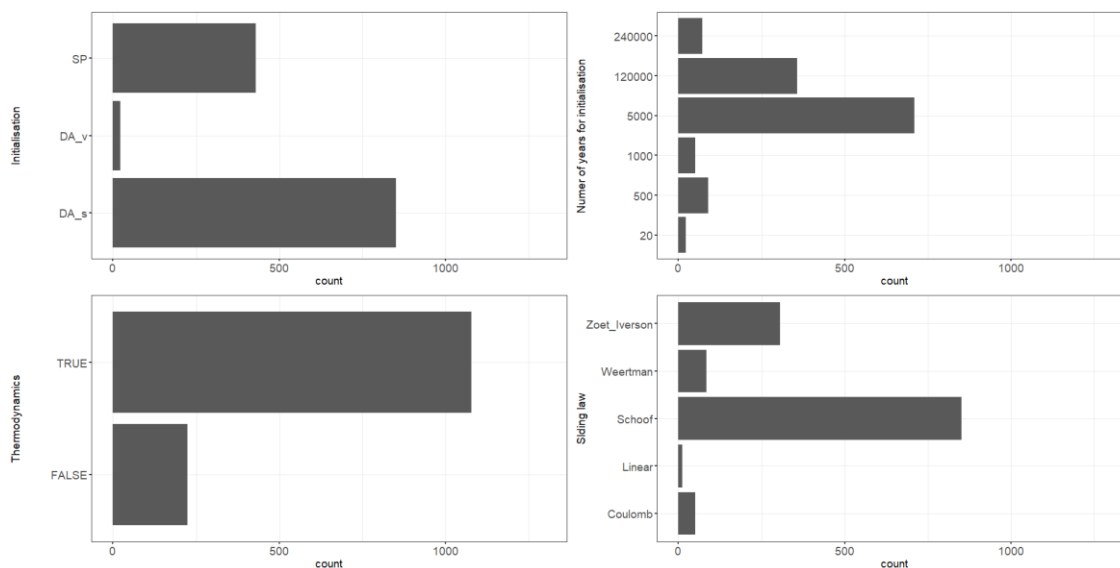 Initialisation
SP
DA_v
DA_s
0
500
1000
count
Numer of years for initialisation
240000
120000
5000
1000
500
20
0
500
1000
count
Thermodynamics
TRUE
FALSE
0
500
1000
count
Slding law
Zoet_Iverson
Weertman
Schoof
Linear
Coulomb
0
500
1000
count